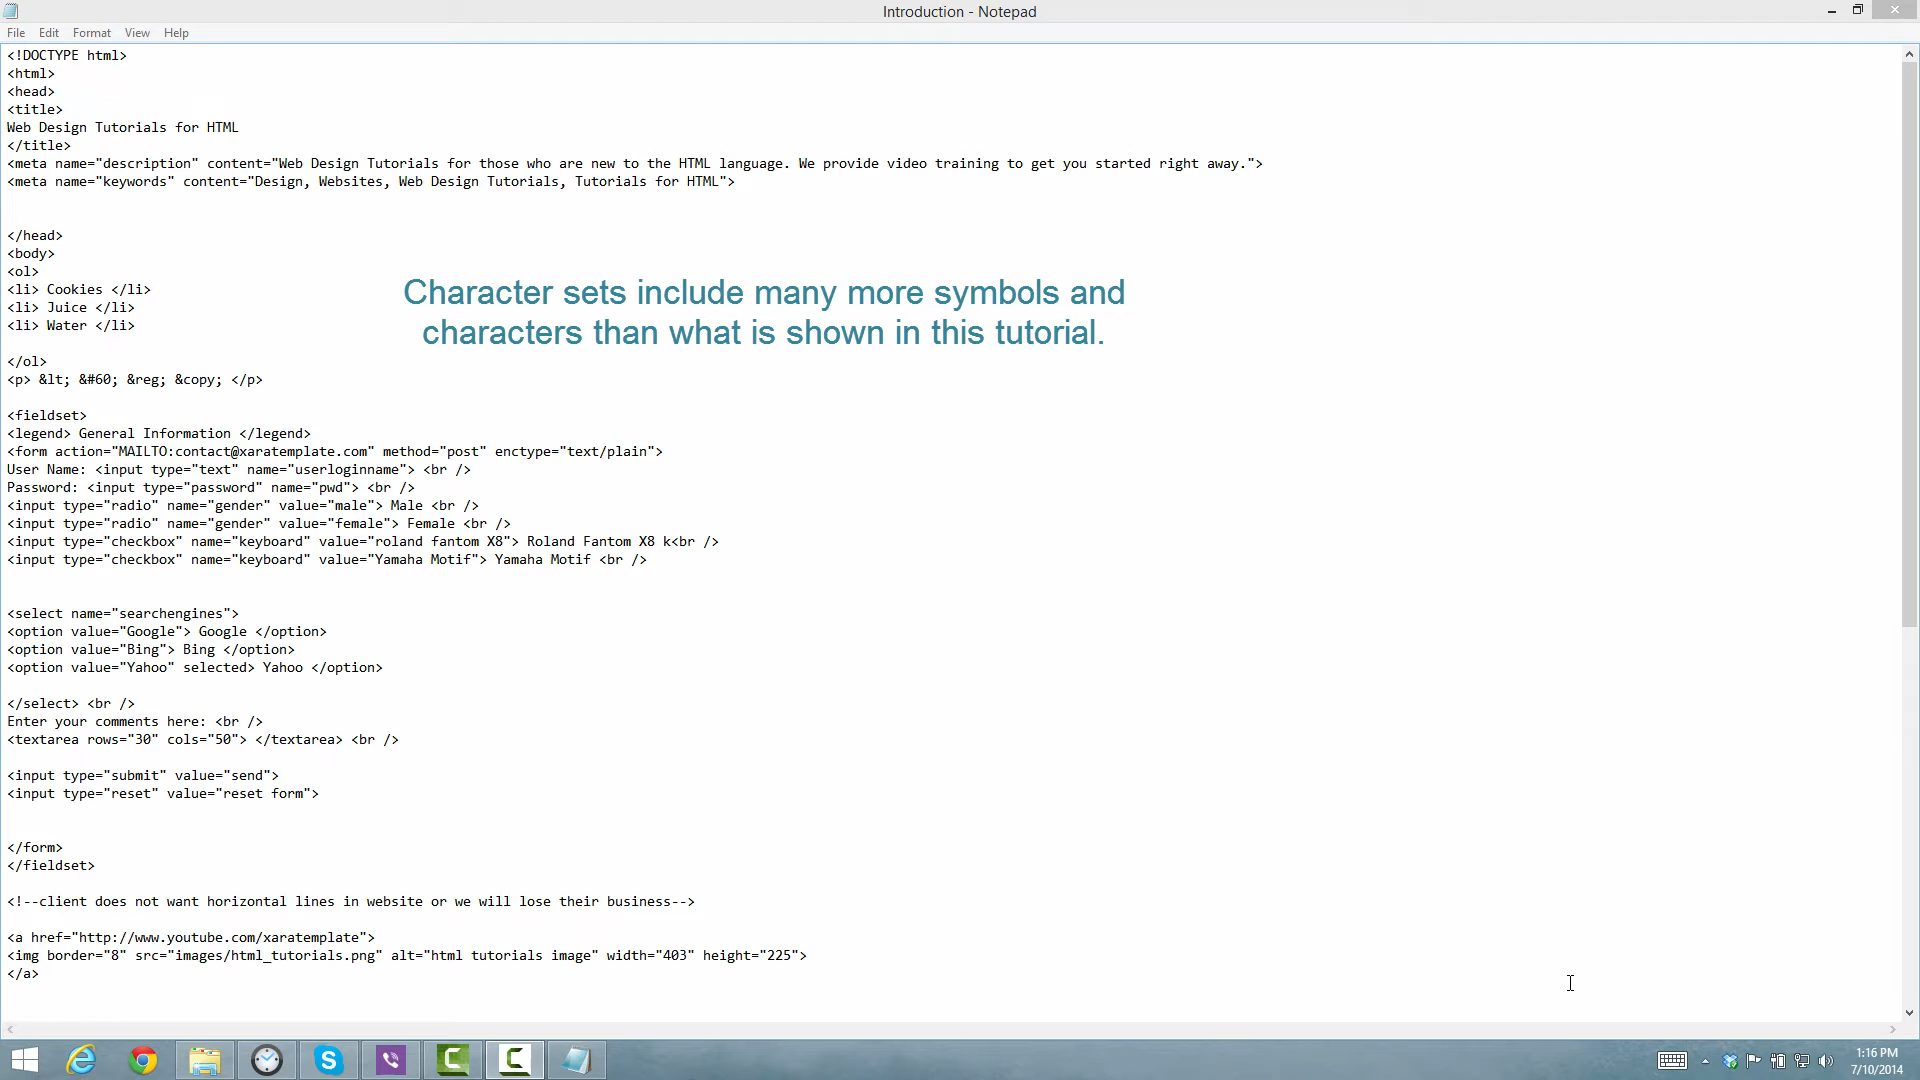 Introduction - Notepad
File Edit Format View Help
<!DOCTYPE html>
<html>
<head>
<title>
Web Design Tutorials for HTML
</title>
<meta name="description" content="Web Design Tutorials for those who are new to the HTML language. We provide video training to get you started right away.">
<meta name="keywords" content="Design, Websites, Web Design Tutorials, Tutorials for HTML">
</head>
<body>
<ol>
<li> Cookies </li>
<li> Juice </li>
<li> Water </li>
Character sets include many more symbols and
characters than what is shown in this tutorial.
</ol>
<p> &lt; &#60; &reg; &copy; </p>
<fieldset>
<legend> General Information </legend>
<form action="MAILTO:contact@xaratemplate.com" method="post" enctype="text/plain">
User Name: <input type="text" name="userloginname"> <br />
Password: <input type="password" name="pwd"> <br />
<input type="radio" name="gender" value="male"> Male <br />
<input type="radio" name="gender" value="female"> Female <br />
<input type="checkbox" name="keyboard" value="roland fantom X8"> Roland Fantom X8 k<br />
<input type="checkbox" name="keyboard" value="Yamaha Motif"> Yamaha Motif <br />
<select name="searchengines">
<option value="Google"> Google </option>
<option value="Bing"> Bing </option>
<option value="Yahoo" selected> Yahoo </option>
</select> <br />
Enter your comments here: <br />
<textarea rows="30" cols="50"> </textarea> <br />
<input type="submit" value="send">
<input type="reset" value="reset form">
</form>
</fieldset>
<!--client does not want horizontal lines in website or we will lose their business-->
<a href="http://www.youtube.com/xaratemplate">
<img border="8" src="images/html_tutorials.png" alt="html tutorials image" width="403" height="225">
</a>
1:16 PM
7/10/2014